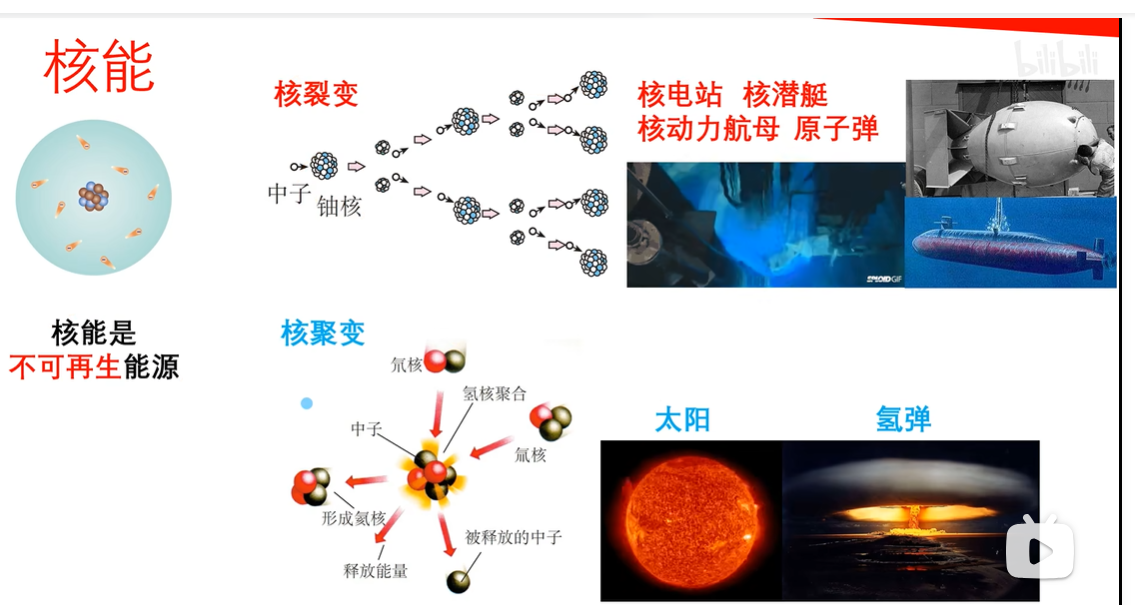 bilibili
核能
核裂变
中子
铀核
核电站 核潜艇
核动力航母 原子弹
SPLOID GIF
核能是
不可再生能源
核聚变
氘核
氢核聚合
中子
氚核
形成氦核
被释放的中子
释放能量
太阳
氢弹